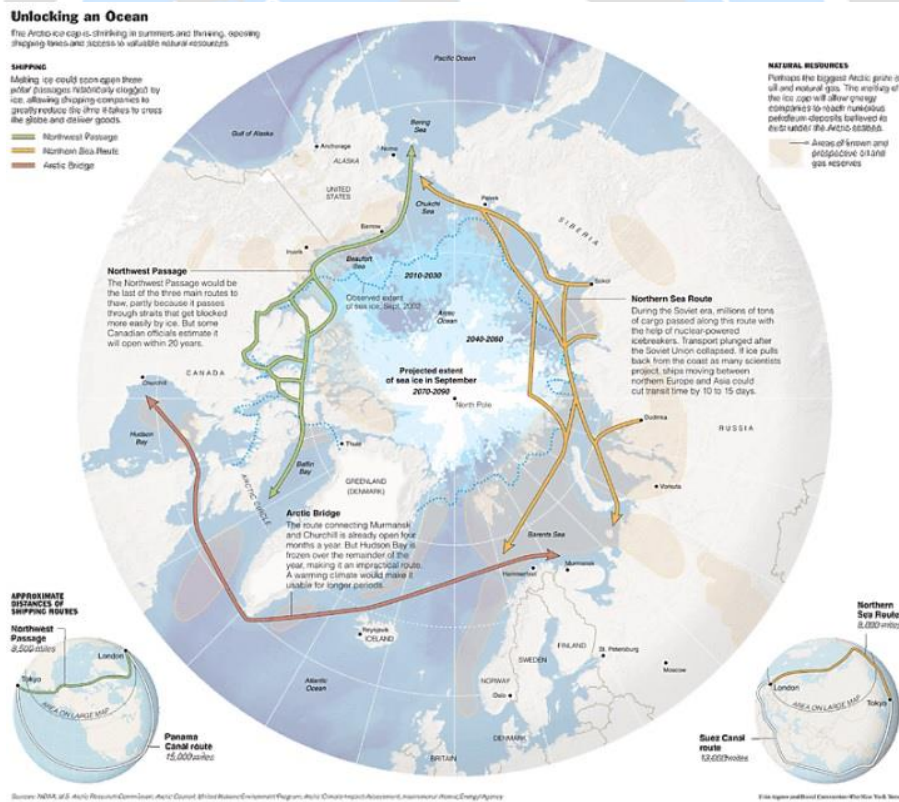 Unlocking an Ocean
The Arctic ice cap is shrinking in summers and thinning, opening
shipping lanes and access to valuable natural resources
SHIPPING
Melting ice could soon open three
polar passages historically clogged by
ice, allowing shipping companies to
greatly reduce the time it takes to cross
the globe and deliver goods.
Northwest Passage
Northern Sea Route
Arctic Bridge
NATURAL RESOURCES
Perhaps the biggest Arctic prize is
oil and natural gas. The melting of
the ice cap will allow energy
companies to reach numerous
petroleum deposits believed to
exist under the Arctic
Areas of known and
prospective oil and
gas reserves
Pacific Ocean
Bering
Sea
Gulf of Alaska
Anchorage
Nome
ALASKA
UNITED
STATES
Chukchi
Sea
Pevek
SIBERIA
Barrow
Inuvik
Beaufort
Sea
2010-2030
Observed extent
of sea ice, Sept. 2002
Arctic
Ocean
2040-2060
Projected extent
of sea ice in September
2070-2090
North Pole
Northwest Passage
The Northwest Passage would be
the last of the three main routes to
thaw, partly because it passes
through straits that get blocked
more easily by ice. But some
Canadian officials estimate it
will open within 20 years.
Northern Sea Route
During the Soviet era, millions of tons
of cargo passed along this route with
the help of nuclear-powered
icebreakers. Transport plunged after
the Soviet Union collapsed. If ice pulls
back from the coast as many scientists
project, ships moving between
northern Europe and Asia could
cut transit time by 10 to 15 days.
CANADA
Churchill
Hudson
Bay
Dudinka
RUSSIA
Vorkuta
Thule
Baffin
Bay
GREENLAND
(DENMARK)
ARCTIC CIRCLE
Arctic Bridge
The route connecting Murmansk
and Churchill is already open four
months a year. But Hudson Bay is
frozen over the remainder of the
year, making it an impractical route.
A warming climate would make it
usable for longer periods.
Barents Sea
Hammerfest
Murmansk
Reykjavik
ICELAND
FINLAND
St. Petersburg
SWEDEN
Moscow
NORWAY
Oslo
Atlantic
Ocean
DENMARK
BRITAIN
APPROXIMATE
DISTANCES OF
SHIPPING ROUTES
Northwest
Passage
London
Tokyo
AREA ON LARGE MAP
Panama
Canal route
15,000 miles
Northern
Sea Route
London
AREA ON LARGE MAP
Tokyo
Suez Canal
route